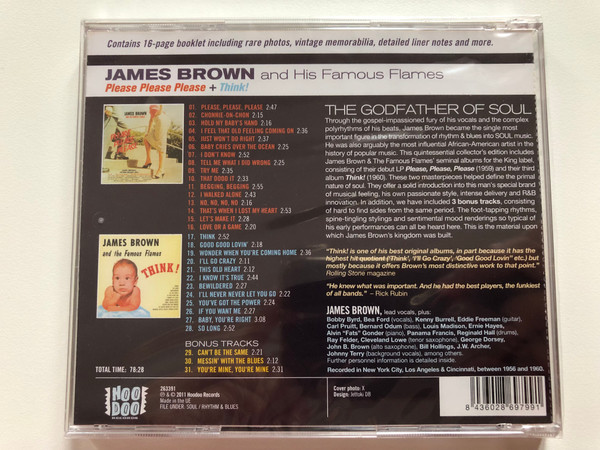 Contains 16-page booklet including rare photos, vintage memorabilia, detailed liner notes and more.
JAMES BROWN and His Famous Flames
Please Please Please + Think!
JAMES BROWN
01. PLEASE, PLEASE, PLEASE 2:47
02. CHONNIE-ON-CHON 2:15
03. HOLD MY BABY'S HAND 2:16
04. I FEEL THAT OLD FEELING COMING ON 2:36
05. JUST WON'T DO RIGHT 2:37
06. BABY CRIES OVER THE OCEAN 2:25
07. I DON'T KNOW 2:52
08. TELL ME WHAT I DID WRONG 2:25
09. TRY ME 2:35
10. THAT DOOD IT 2:33
11. BEGGING, BEGGING 2:55
12. I WALKED ALONE 2:43
13. NO, NO, NO, NO 2:16
14. THAT'S WHEN I LOST MY HEART 2:53
15. LET'S MAKE IT 2:28
16. LOVE OR A GAME 2:20
JAMES BROWN
and the Famous Flames
THINK!
17. THINK 2:52
18. GOOD GOOD LOVIN' 2:18
19. WONDER WHEN YOU'RE COMING HOME 2:36
20. I'LL GO CRAZY 2:11
21. THIS OLD HEART 2:12
22. I KNOW IT'S TRUE 2:44
23. BEWILDERED 2:27
24. I'LL NEVER NEVER LET YOU GO 2:22
25. YOU'VE GOT THE POWER 2:24
26. IF YOU WANT ME 2:27
27. BABY, YOU'RE RIGHT 3:08
28. SO LONG 2:52
BONUS TRACKS
29. CAN'T BE THE SAME 2:21
30. MESSIN' WITH THE BLUES 2:12
31. YOU'RE MINE, YOU'RE MINE 2:31
TOTAL TIME: 78:28
THE GODFATHER OF SOUL
Through the gospel-impassioned fury of his vocals and the complex
polyrhythms of his beats, James Brown became the single most
important figure in the transformation of rhythm & blues into SOUL music.
He was also arguably the most influential African-American artist in the
history of popular music. This quintessential collector's edition includes
James Brown & The Famous Flames' seminal albums for the King label,
consisting of their debut LP Please, Please, Please (1959) and their third
album Think! (1960). These two masterpieces helped define the primal
nature of soul. They offer a solid introduction into this man's special brand
of musical feeling, his own passionate style, intense delivery and R&B
innovation. In addition, we have included 3 bonus tracks, consisting
of hard to find sides from the same period. The foot-tapping rhythms,
spine-tingling stylings and sentimental mood renderings so typical of
his early performances can all be heard here. This is the material upon
which James Brown's kingdom was built.
"Think! is one of his best original albums, in part because it has the
highest hit quotient ('Think', 'I'll Go Crazy', 'Good Good Lovin'' etc.) but
mostly because it offers Brown's most distinctive work to that point."
Rolling Stone magazine
"He knew what was important. And he had the best players, the funkiest
of all bands." – Rick Rubin
JAMES BROWN, lead vocals, plus:
Bobby Byrd, Bea Ford (vocals), Kenny Burrell, Eddie Freeman (guitar),
Carl Pruitt, Bernard Odum (bass), Louis Madison, Ernie Hayes,
Alvin "Fats" Gonder (piano), Panama Francis, Reginald Hall (drums),
Ray Felder, Cleveland Lowe (tenor saxophone), George Dorsey,
John B. Brown (alto saxophone), Bill Hollings, J.W. Archer,
Johnny Terry (background vocals), among others.
Further personnel information is detailed inside.
Recorded in New York City, Los Angeles & Cincinnati, between 1956 and 1960.
HOO
DOO
RECORDS
263391
℗ & © 2011 Hoodoo Records
Made in the UE
FILE UNDER: SOUL / RHYTHM & BLUES
Cover photo: X
Design: Iettoki DB
8 436028 697991